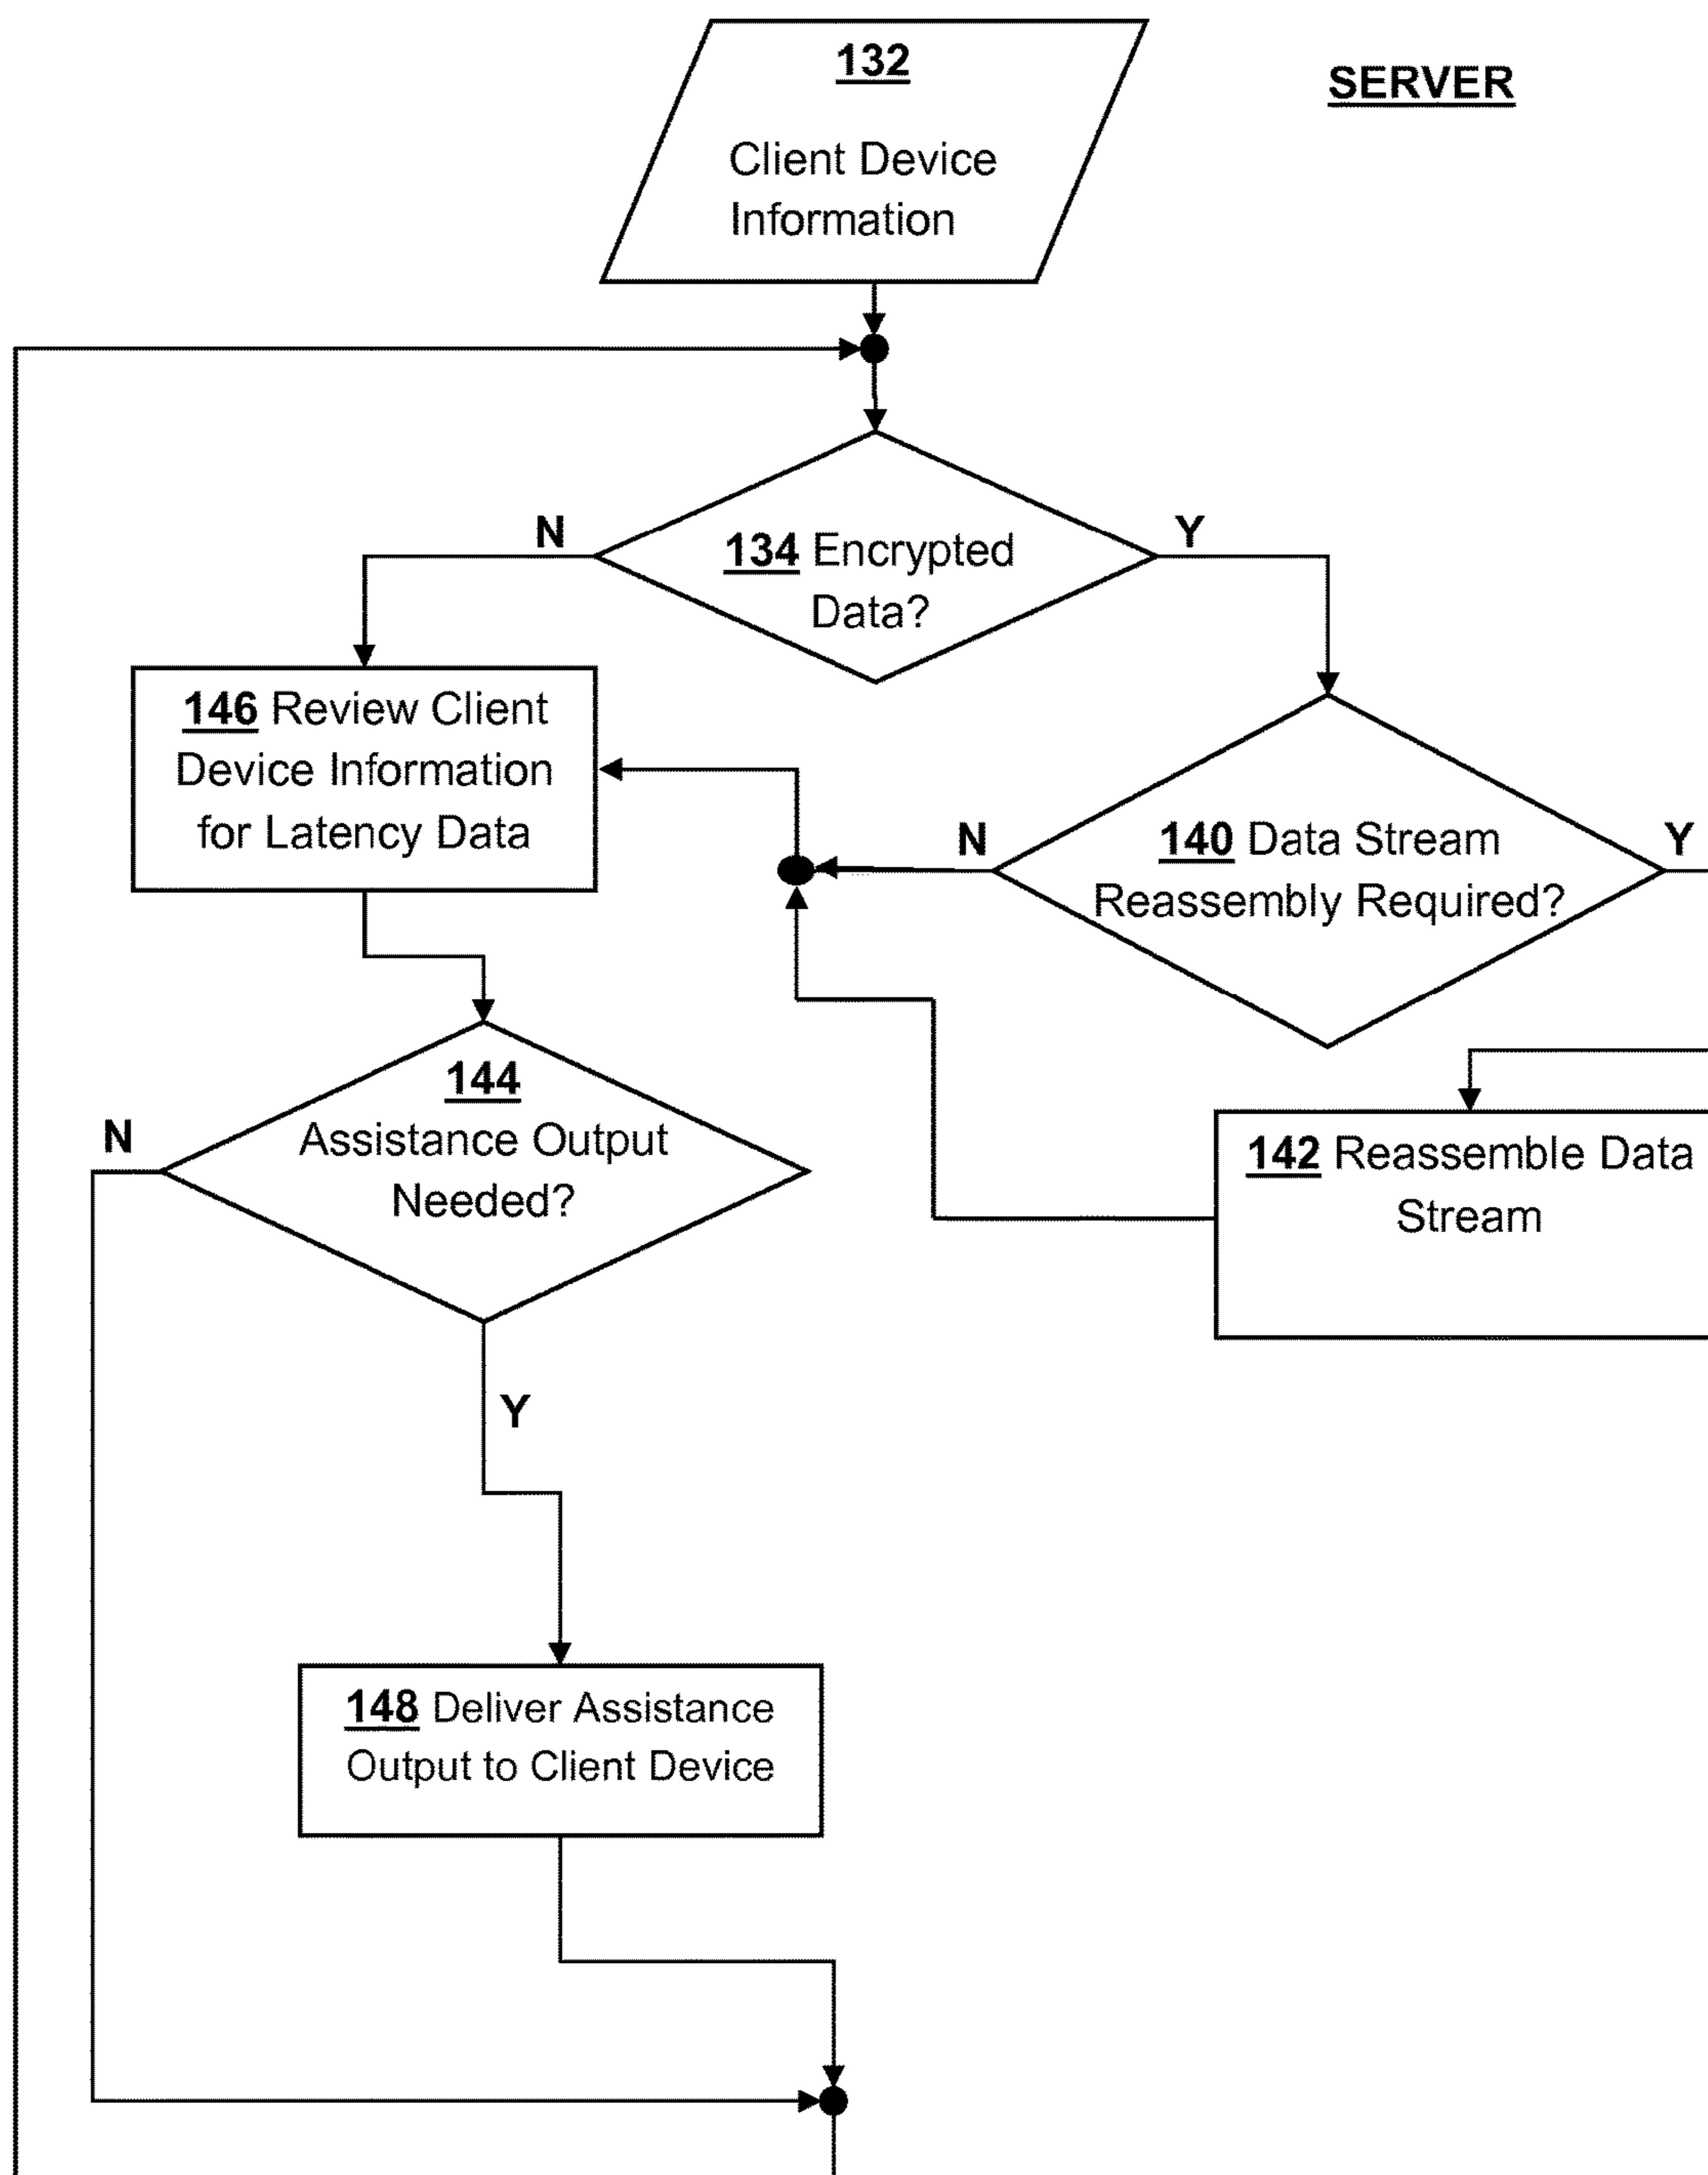 132
SERVER
Client Device
Information
N
Y
134 Encrypted
Data?
146 Review Client
Device Information
for Latency Data
N
140 Data Stream
Reassembly Required?
Y
144
Assistance Output
Needed?
N
142 Reassemble Data
Stream
Y
148 Deliver Assistance
Output to Client Device